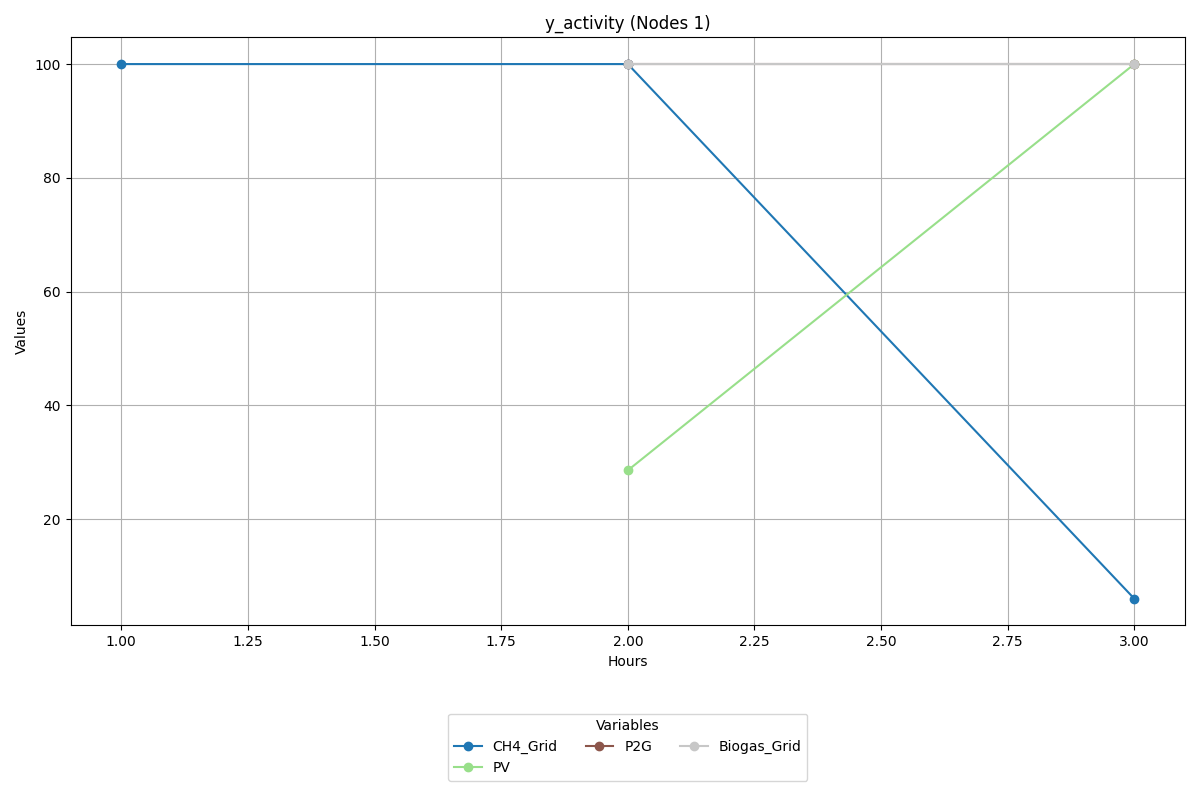 y_activity (Nodes 1)
100
80
60
40
20
Values
1.00 1.25 1.50 1.75 2.00 2.25 2.50 2.75 3.00
Hours
Variables
CH4_Grid P2G Biogas_Grid
PV